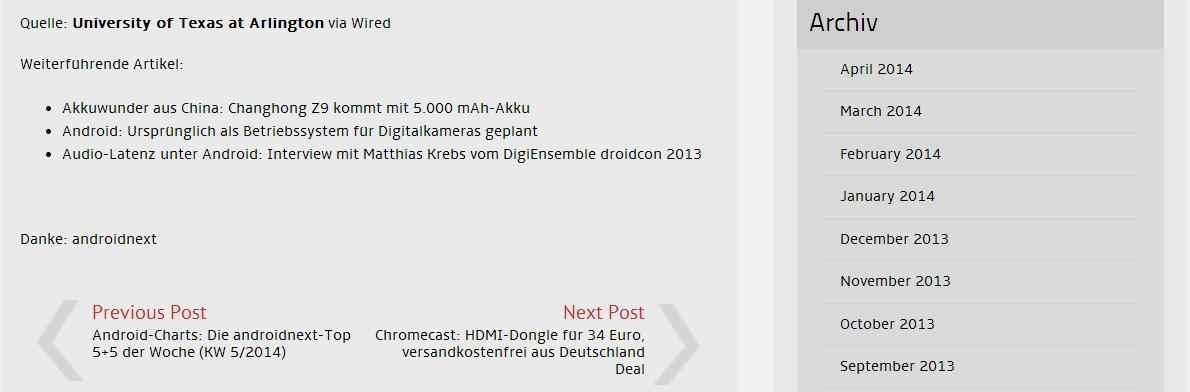 Quelle: University of Texas at Arlington via Wired
Weiterführende Artikel:
Akkuwunder aus China: Changhong Z9 kommt mit 5.000 mAh-Akku
Android: Ursprünglich als Betriebssystem für Digitalkameras geplant
Audio-Latenz unter Android: Interview mit Matthias Krebs vom DigiEnsemble droidcon 2013
Danke: androidnext
Previous Post
Android-Charts: Die androidnext-Top
5+5 der Woche (KW 5/2014)
Next Post
Chromecast: HDMI-Dongle für 34 Euro,
versandkostenfrei aus Deutschland
Deal
Archiv
April 2014
March 2014
February 2014
January 2014
December 2013
November 2013
October 2013
September 2013